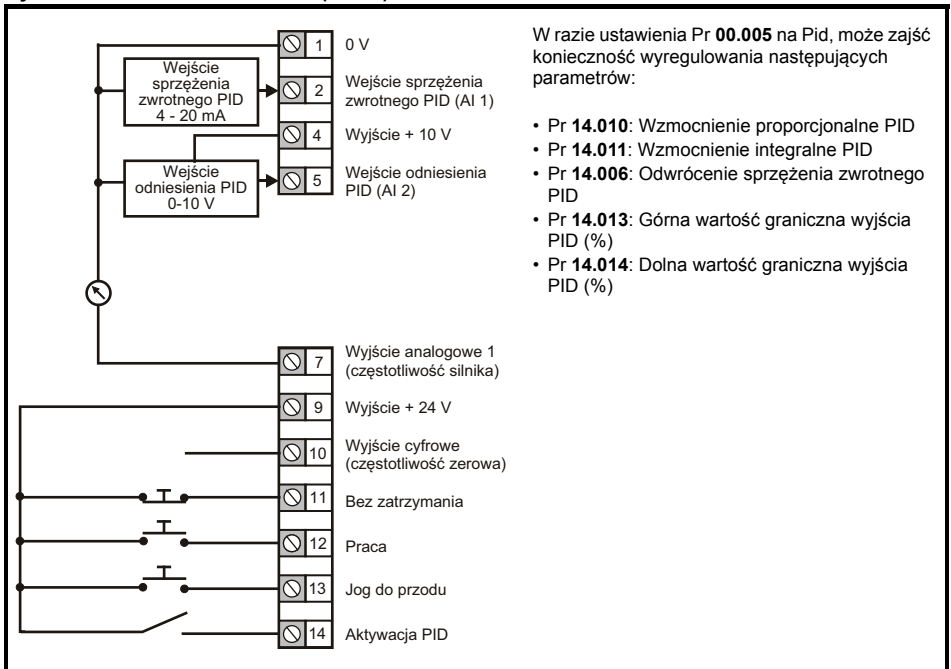 1 0 V
Wejście
sprzężenia
zwrotnego PID
4 - 20 mA
2 Wejście sprzężenia
zwrotnego PID (AI 1)
4 Wyjście + 10 V
Wejście
odniesienia PID
0-10 V
5 Wejście odniesienia
PID (AI 2)
7 Wyjście analogowe 1
(częstotliwość silnika)
9 Wyjście + 24 V
10 Wyjście cyfrowe
(częstotliwość zerowa)
11 Bez zatrzymania
12 Praca
13 Jog do przodu
14 Aktywacja PID
W razie ustawienia Pr 00.005 na Pid, może zajść
konieczność wyregulowania następujących
parametrów:
• Pr 14.010: Wzmocnienie proporcjonalne PID
• Pr 14.011: Wzmocnienie integralne PID
• Pr 14.006: Odwrócenie sprzężenia zwrotnego
PID
• Pr 14.013: Górna wartość graniczna wyjścia
PID (%)
• Pr 14.014: Dolna wartość graniczna wyjścia
PID (%)